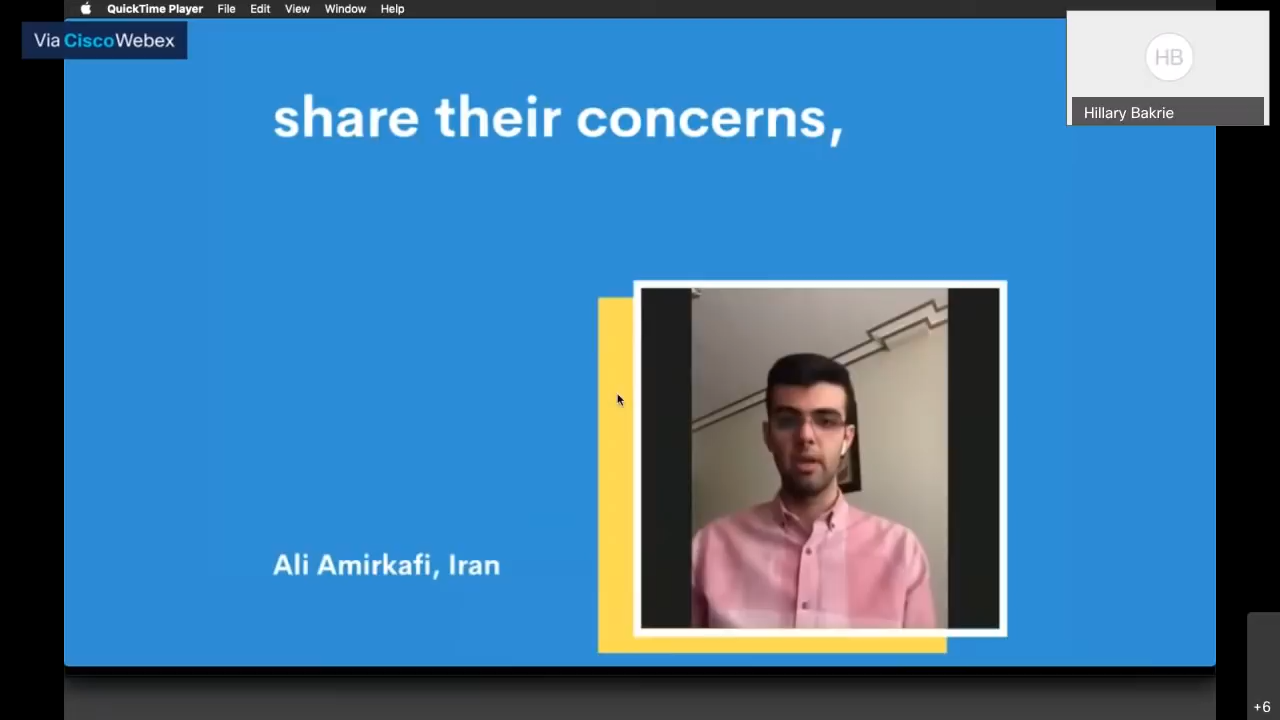 QuickTime Player File Edit View Window Help
Via CiscoWebex
HB
Hillary Bakrie
share their concerns,
Ali Amirkafi, Iran
+6